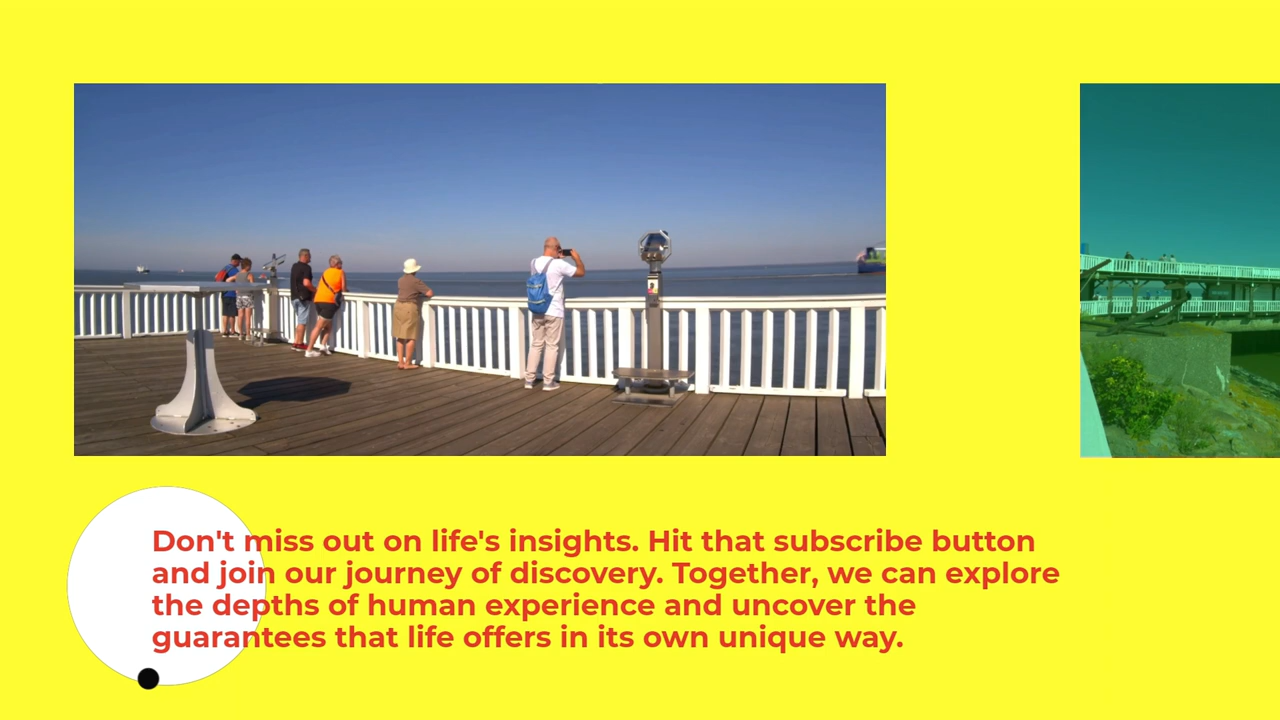 Don't miss out on life's insights. Hit that subscribe button
and join our journey of discovery. Together, we can explore
the depths of human experience and uncover the
guarantees that life offers in its own unique way.